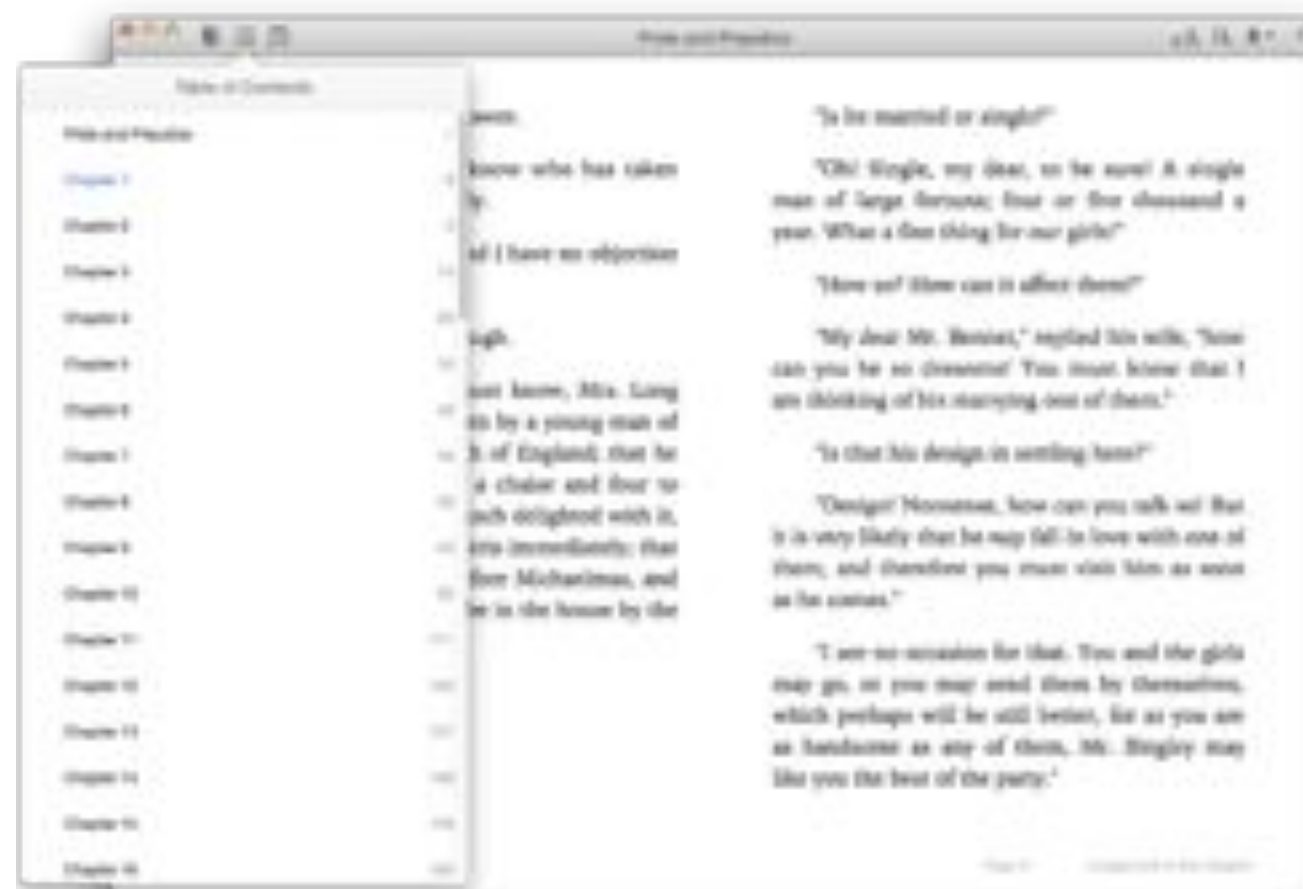 Pride and Prejudice
Table of Contents
Pride and Prejudice
Chapter 1
Chapter 2
Chapter 3
Chapter 4
Chapter 5
Chapter 6
Chapter 7
Chapter 8
Chapter 9
Chapter 10
Chapter 11
Chapter 12
Chapter 13
Chapter 14
Chapter 15
Chapter 16
know who has taken
I have no objection
ugh.
ust know, Mrs. Long
by a young man of
of England; that he
a chaise and four to
uch delighted with it,
immediately; that
fore Michaelmas, and
in the house by the
"Is he married or single?"
"Oh! Single, my dear, to be sure! A single
man of large fortune; four or five thousand a
year. What a fine thing for our girls!"
"How so? How can it affect them?"
"My dear Mr. Bennet," replied his wife, "how
can you be so tiresome! You must know that I
am thinking of his marrying one of them."
"Is that his design in settling here?"
"Design! Nonsense, how can you talk so! But
it is very likely that he may fall in love with one of
them, and therefore you must visit him as soon
as he comes."
"I see no occasion for that. You and the girls
may go, or you may send them by themselves,
which perhaps will be still better, for as you are
as handsome as any of them, Mr. Bingley may
like you the best of the party."
Page